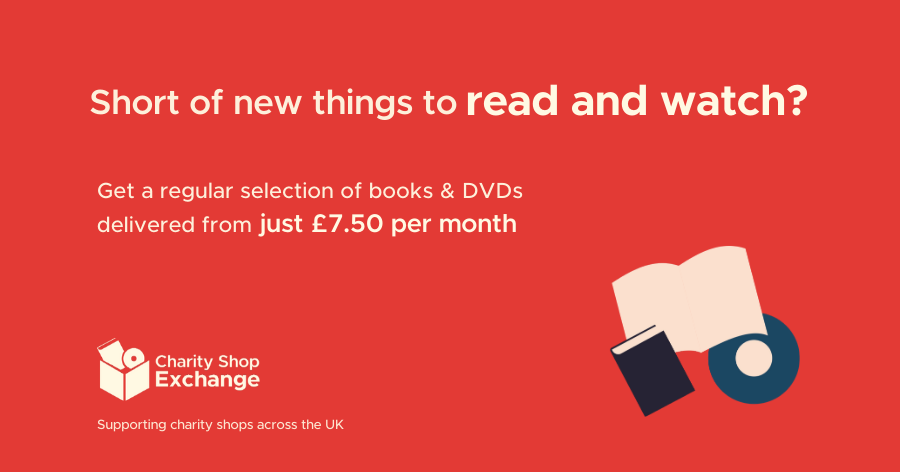 Short of new things to read and watch?
Get a regular selection of books & DVDs
delivered from just £7.50 per month
Charity Shop
Exchange
Supporting charity shops across the UK